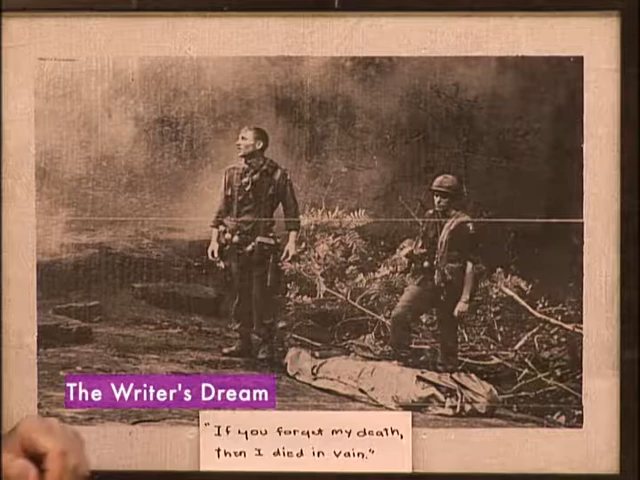 The Writer's Dream
"If you forget my death,
then I died in vain."